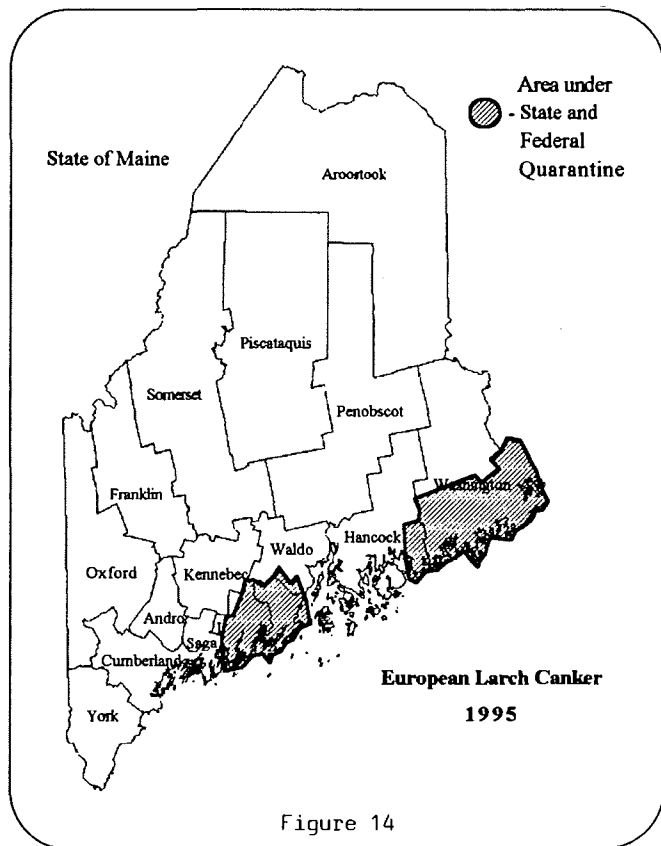 Area under
- State and
Federal
Quarantine
State of Maine
Aroostook
Piscataquis
Somerset
Penobscot
Washington
Franklin
Hancock
Waldo
Oxford
Kennebec
Andro
Saga
Cumberland
York
European Larch Canker
1995
Figure 14